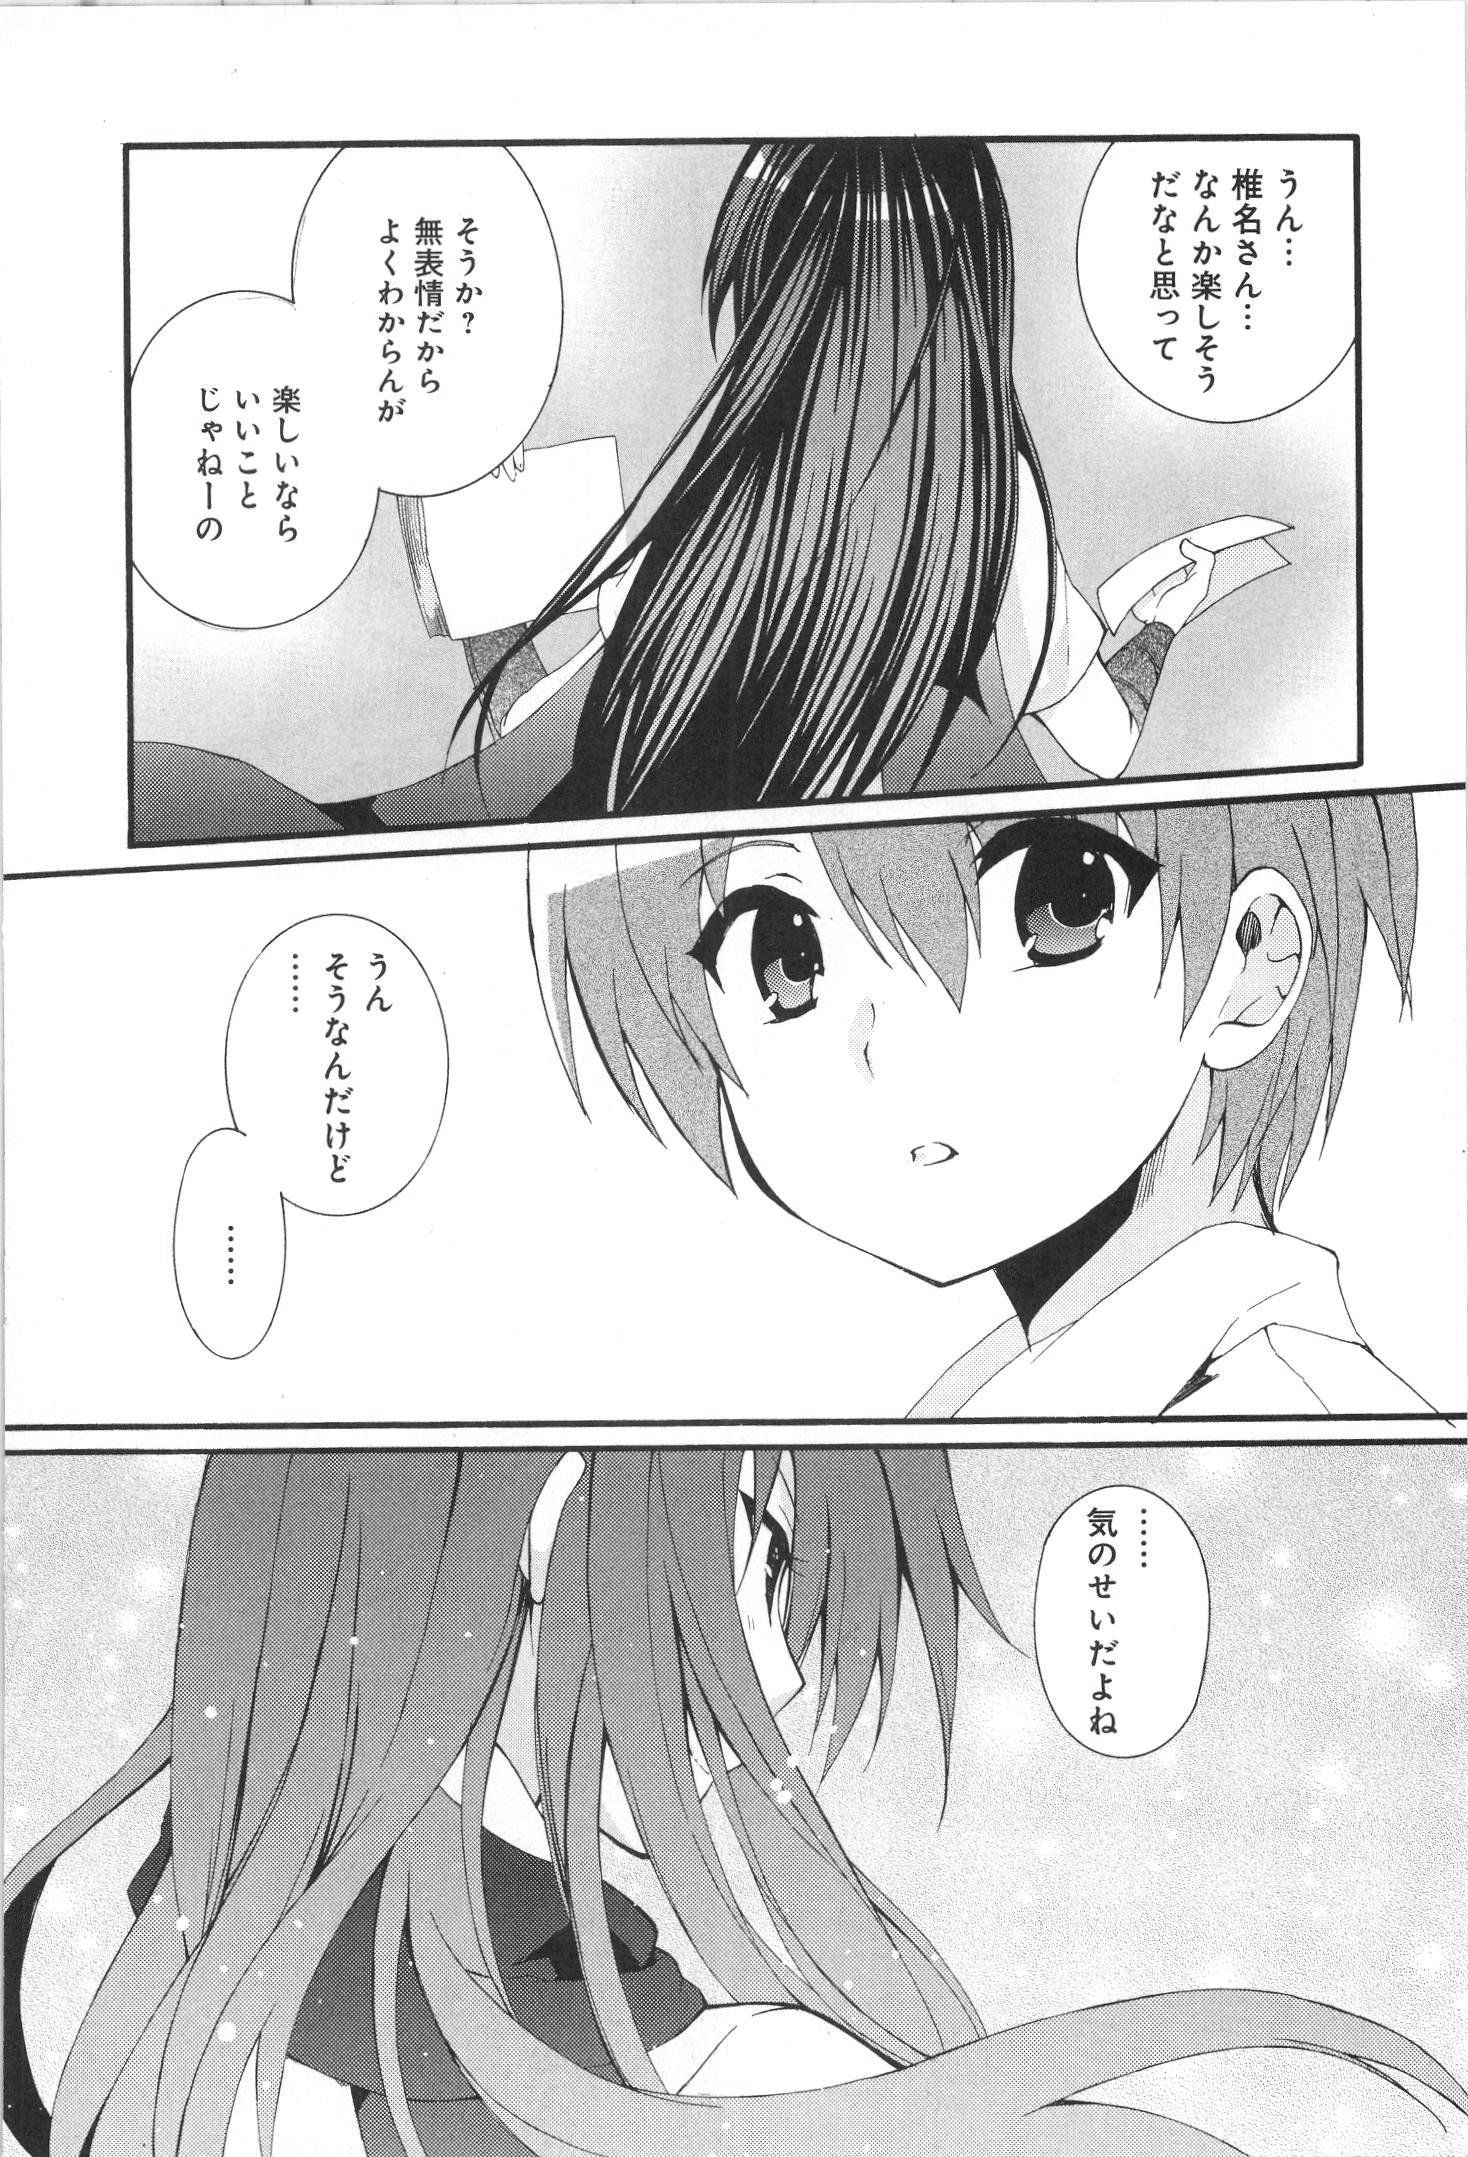 うん…
椎名さん…
なんか楽しそう
だなと思って
そうか?
無表情だから
よくわからんが
楽しいなら
いいこと
じゃねーの
うん
そうなんだけど
……
……
……
気のせいだよね